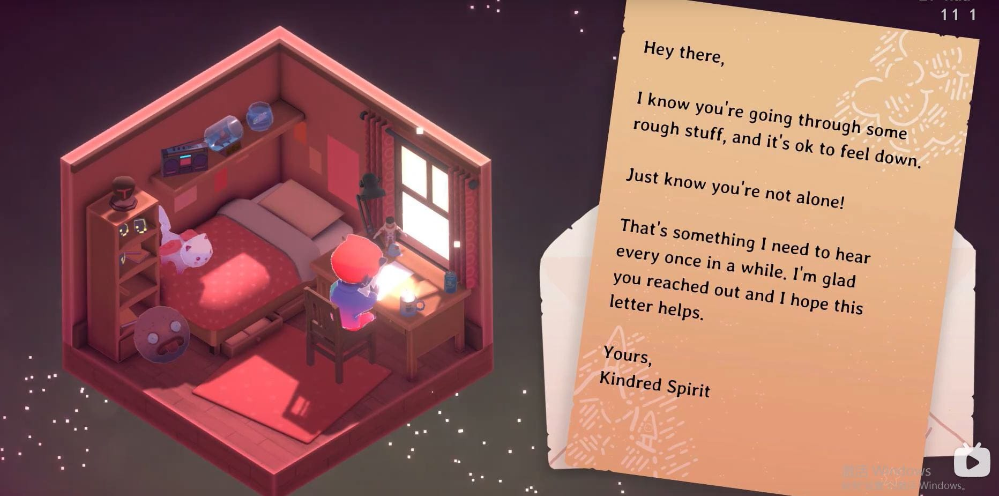 11 1
Hey there,
I know you're going through some
rough stuff, and it's ok to feel down.
Just know you're not alone!
That's something I need to hear
every once in a while. I'm glad
you reached out and I hope this
letter helps.
Yours,
Kindred Spirit
激活 Windows
Windows。